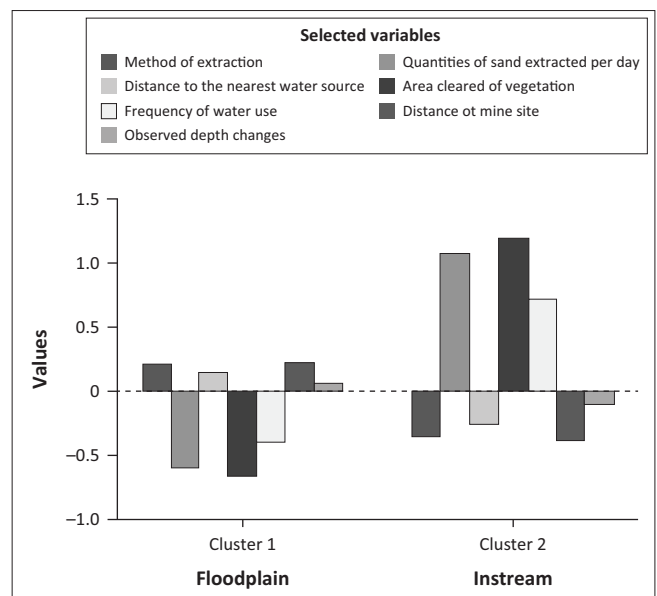 Selected variables
Method of extraction
Quantities of sand extracted per day
Distance to the nearest water source
Area cleared of vegetation
Frequency of water use
Distance ot mine site
Observed depth changes
1.5
1.0
0.5
0
–0.5
–1.0
Values
Cluster 1
Cluster 2
Floodplain
Instream